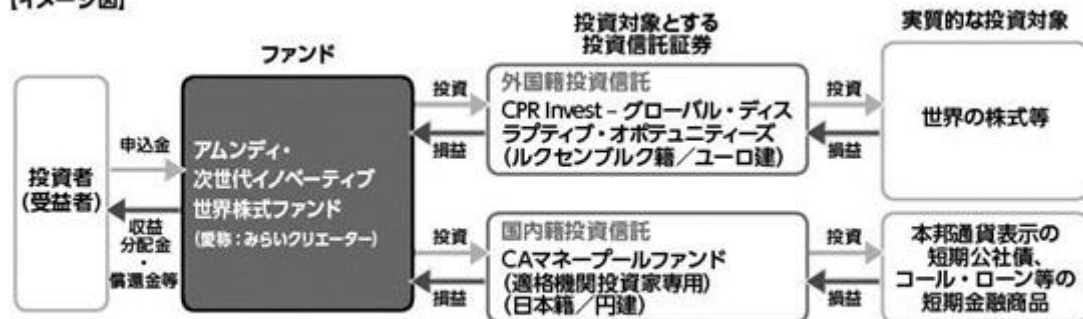 【イメージ図】
投資対象とする
投資信託証券
実質的な投資対象
ファンド
投資者
(受益者)
申込金
収益
分配金
・
償還金等
アムンディ・
次世代イノベーティブ
世界株式ファンド
(愛称：みらいクリエーター)
投資
損益
外国籍投資信託
CPR Invest – グローバル・ディス
ラプティブ・オポテュニティーズ
(ルクセンブルク籍／ユーロ建)
投資
損益
世界の株式等
投資
損益
国内籍投資信託
CAマネープールファンド
(適格機関投資家専用)
(日本籍／円建)
投資
損益
本邦通貨表示の
短期公社債、
コール・ローン等の
短期金融商品